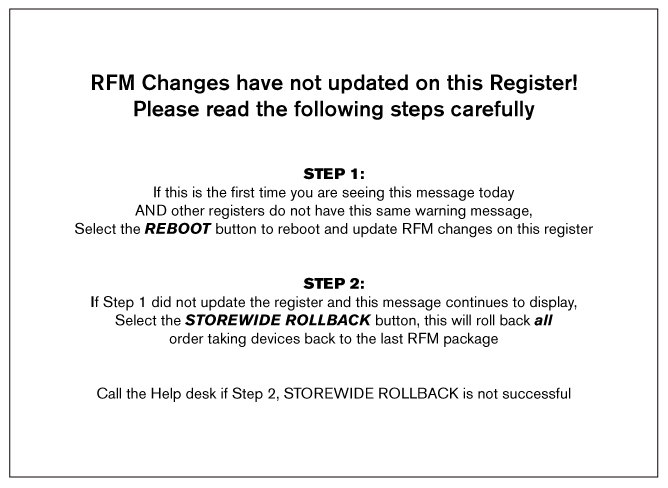 RFM Changes have not updated on this Register!
Please read the following steps carefully
STEP 1:
If this is the first time you are seeing this message today
AND other registers do not have this same warning message,
Select the REBOOT button to reboot and update RFM changes on this register
STEP 2:
If Step 1 did not update the register and this message continues to display,
Select the STOREWIDE ROLLBACK button, this will roll back all
order taking devices back to the last RFM package
Call the Help desk if Step 2, STOREWIDE ROLLBACK is not successful